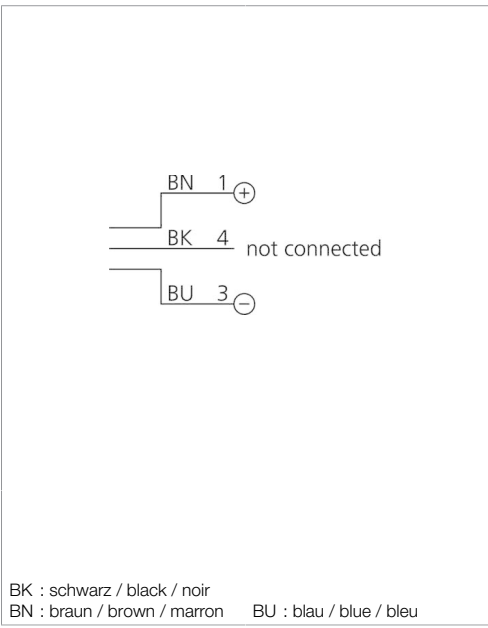 BN 1 +
BK 4 not connected
BU 3 −
BK : schwarz / black / noir
BN : braun / brown / marron BU : blau / blue / bleu